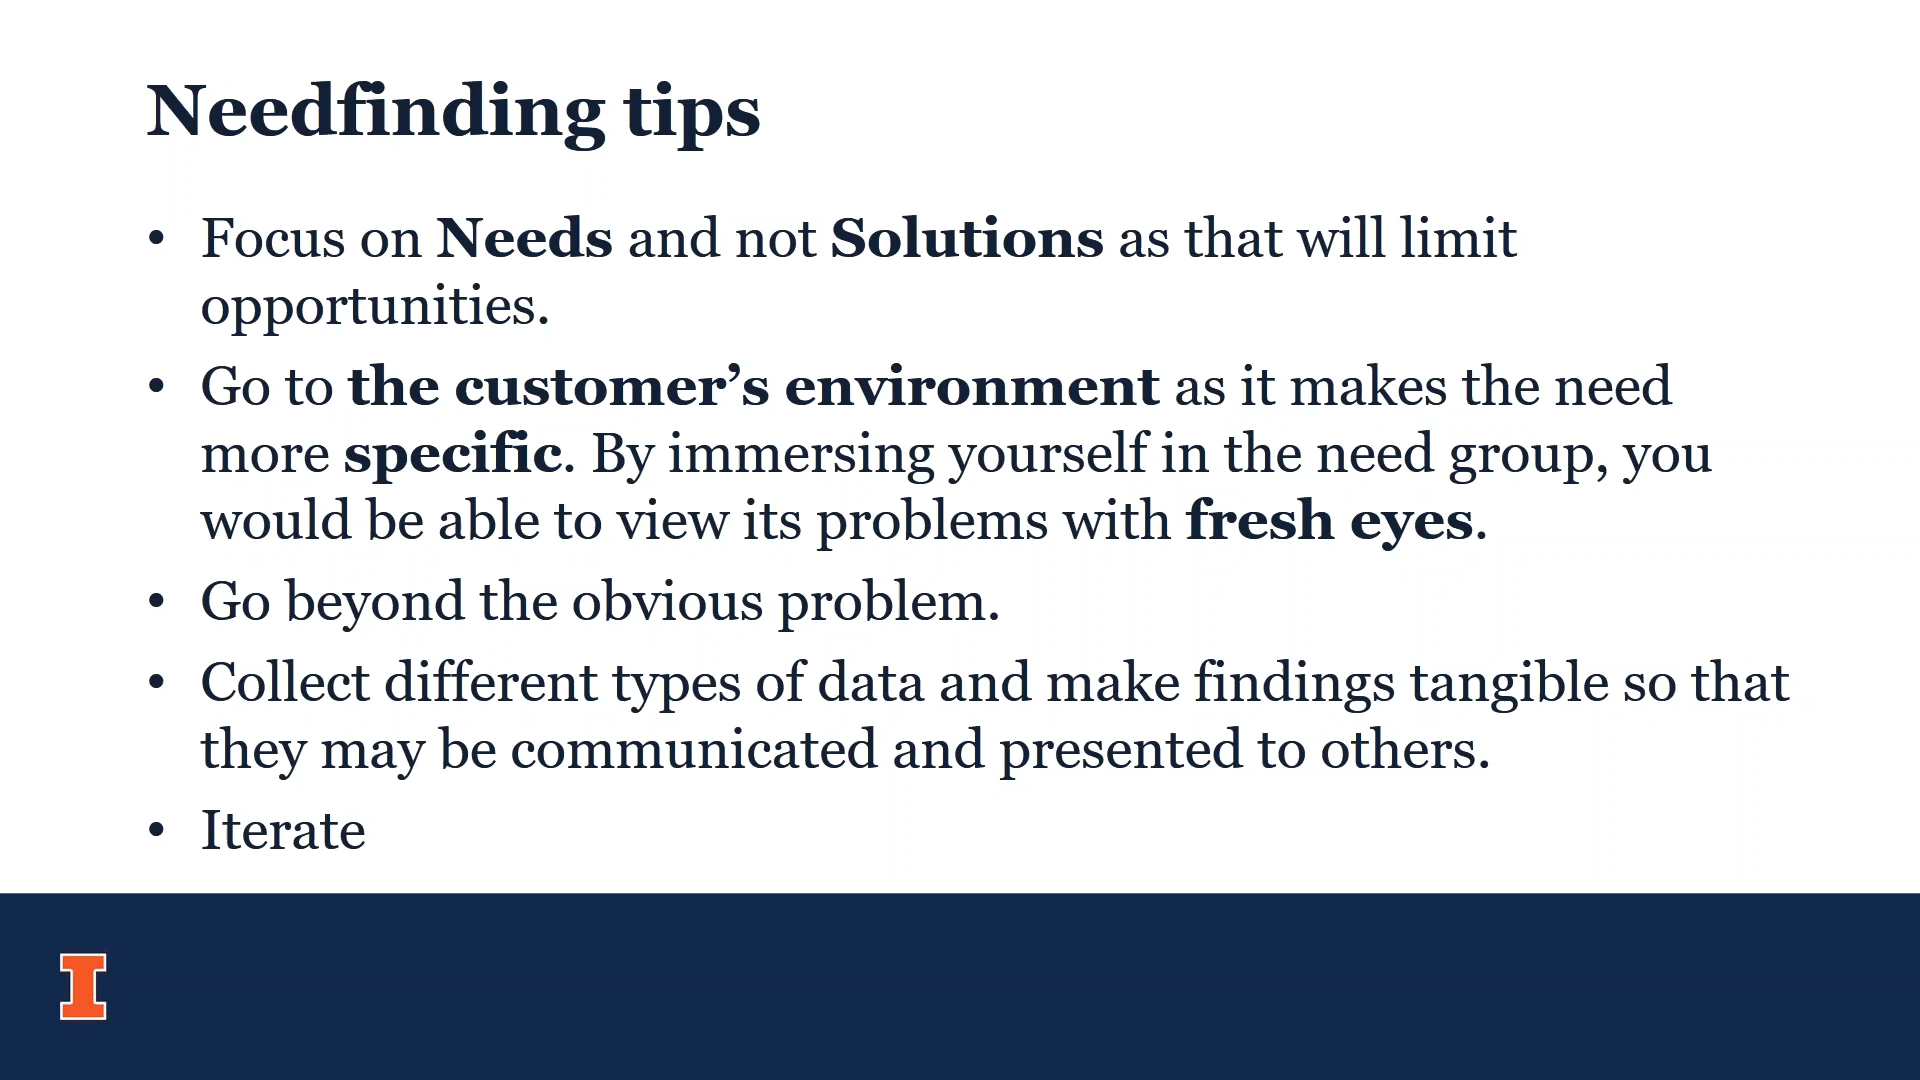 Needfinding tips
• Focus on Needs and not Solutions as that will limit
opportunities.
• Go to the customer’s environment as it makes the need
more specific. By immersing yourself in the need group, you
would be able to view its problems with fresh eyes.
• Go beyond the obvious problem.
• Collect different types of data and make findings tangible so that
they may be communicated and presented to others.
• Iterate
I